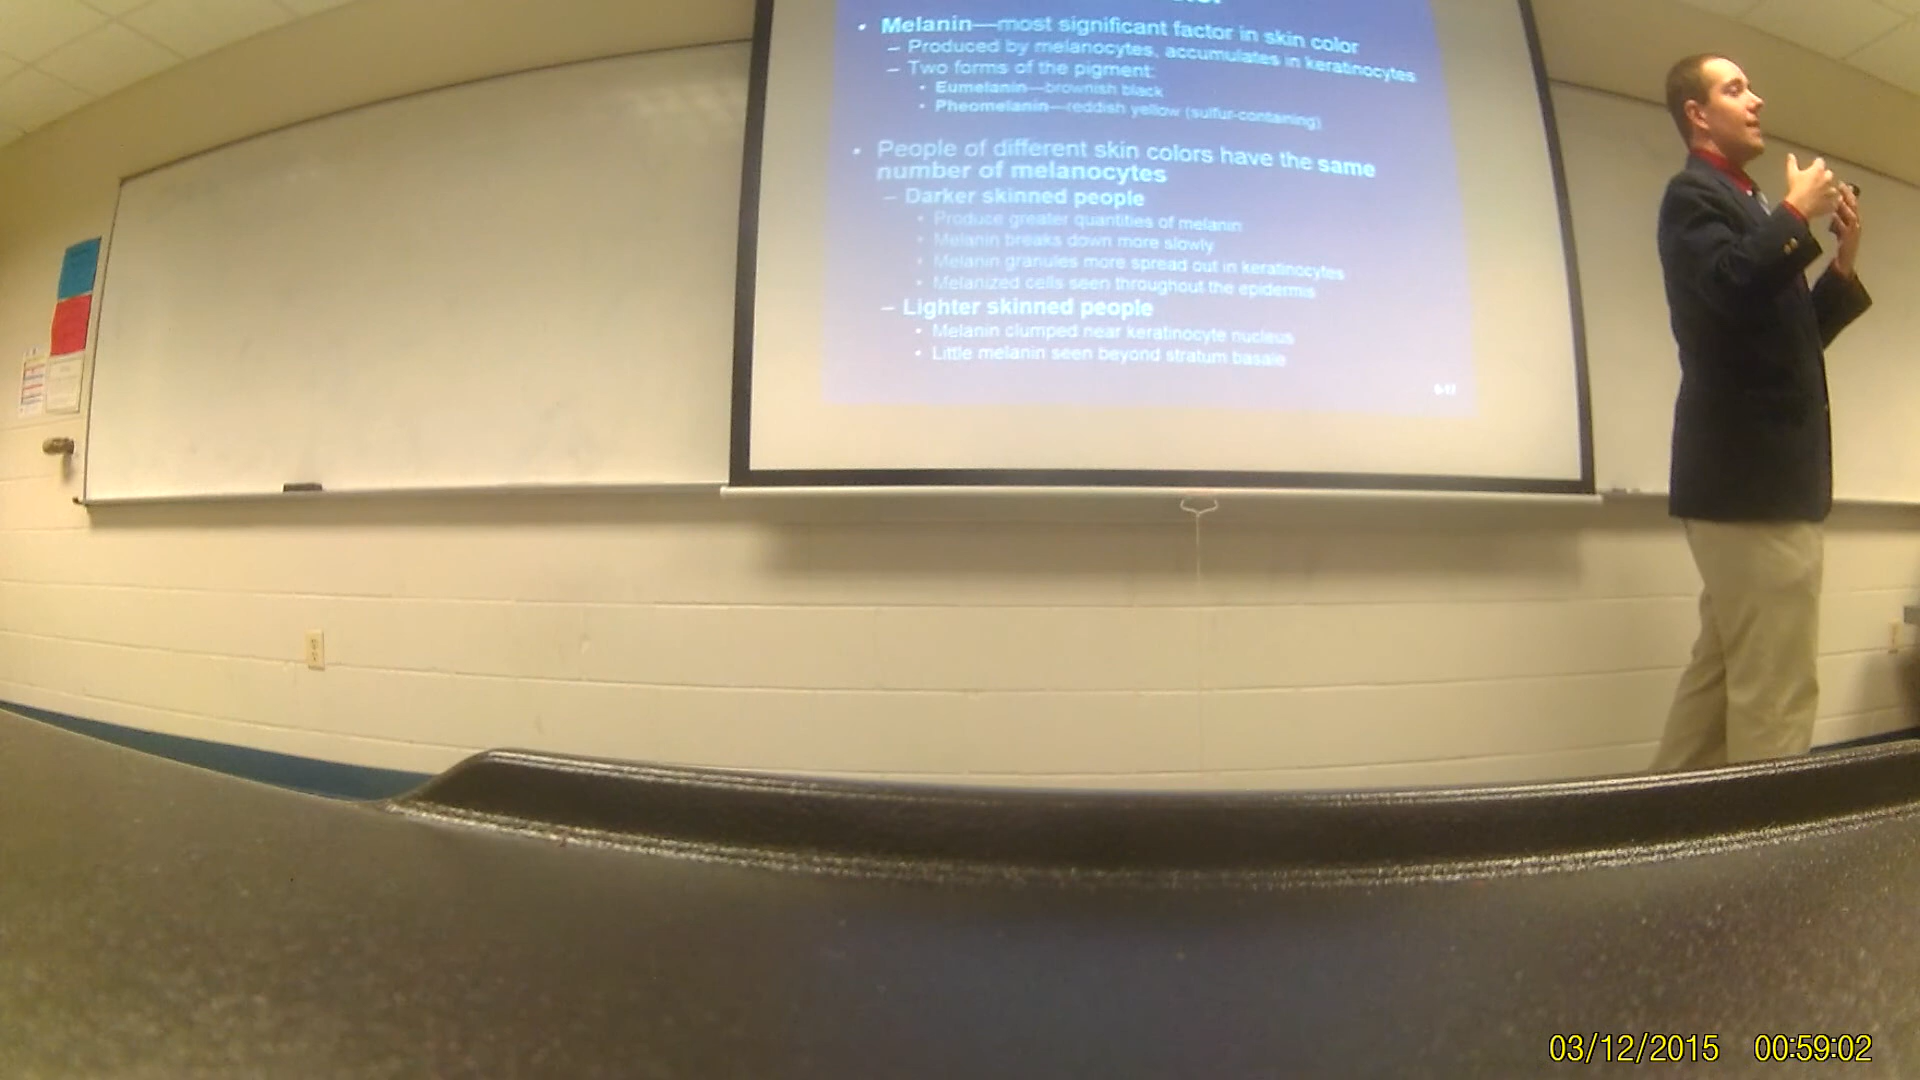 • Melanin—most significant factor in skin color
– Produced by melanocytes, accumulates in keratinocytes
– Two forms of the pigment:
• Eumelanin—brownish black
• Pheomelanin—reddish yellow (sulfur-containing)
• People of different skin colors have the same
number of melanocytes
– Darker skinned people
• Produce greater quantities of melanin
• Melanin breaks down more slowly
• Melanin granules more spread out in keratinocytes
• Melanized cells seen throughout the epidermis
– Lighter skinned people
• Melanin clumped near keratinocyte nucleus
• Little melanin seen beyond stratum basale
03/12/2015 00:59:02